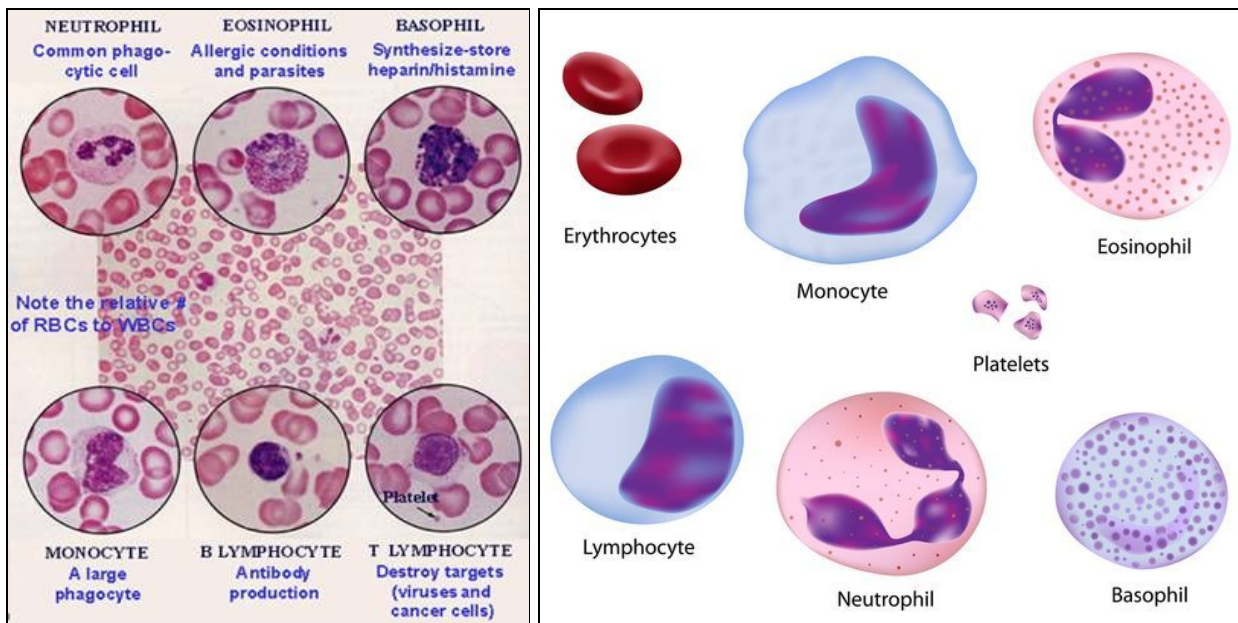 NEUTROPHIL
Common phago-
cytic cell
EOSINOPHIL
Allergic conditions
and parasites
BASOPHIL
Synthesize-store
heparin/histamine
Note the relative #
of RBCs to WBCs
Platelet
MONOCYTE
A large
phagocyte
B LYMPHOCYTE
Antibody
production
T LYMPHOCYTE
Destroy targets
(viruses and
cancer cells)
Erythrocytes
Monocyte
Eosinophil
Platelets
Lymphocyte
Neutrophil
Basophil